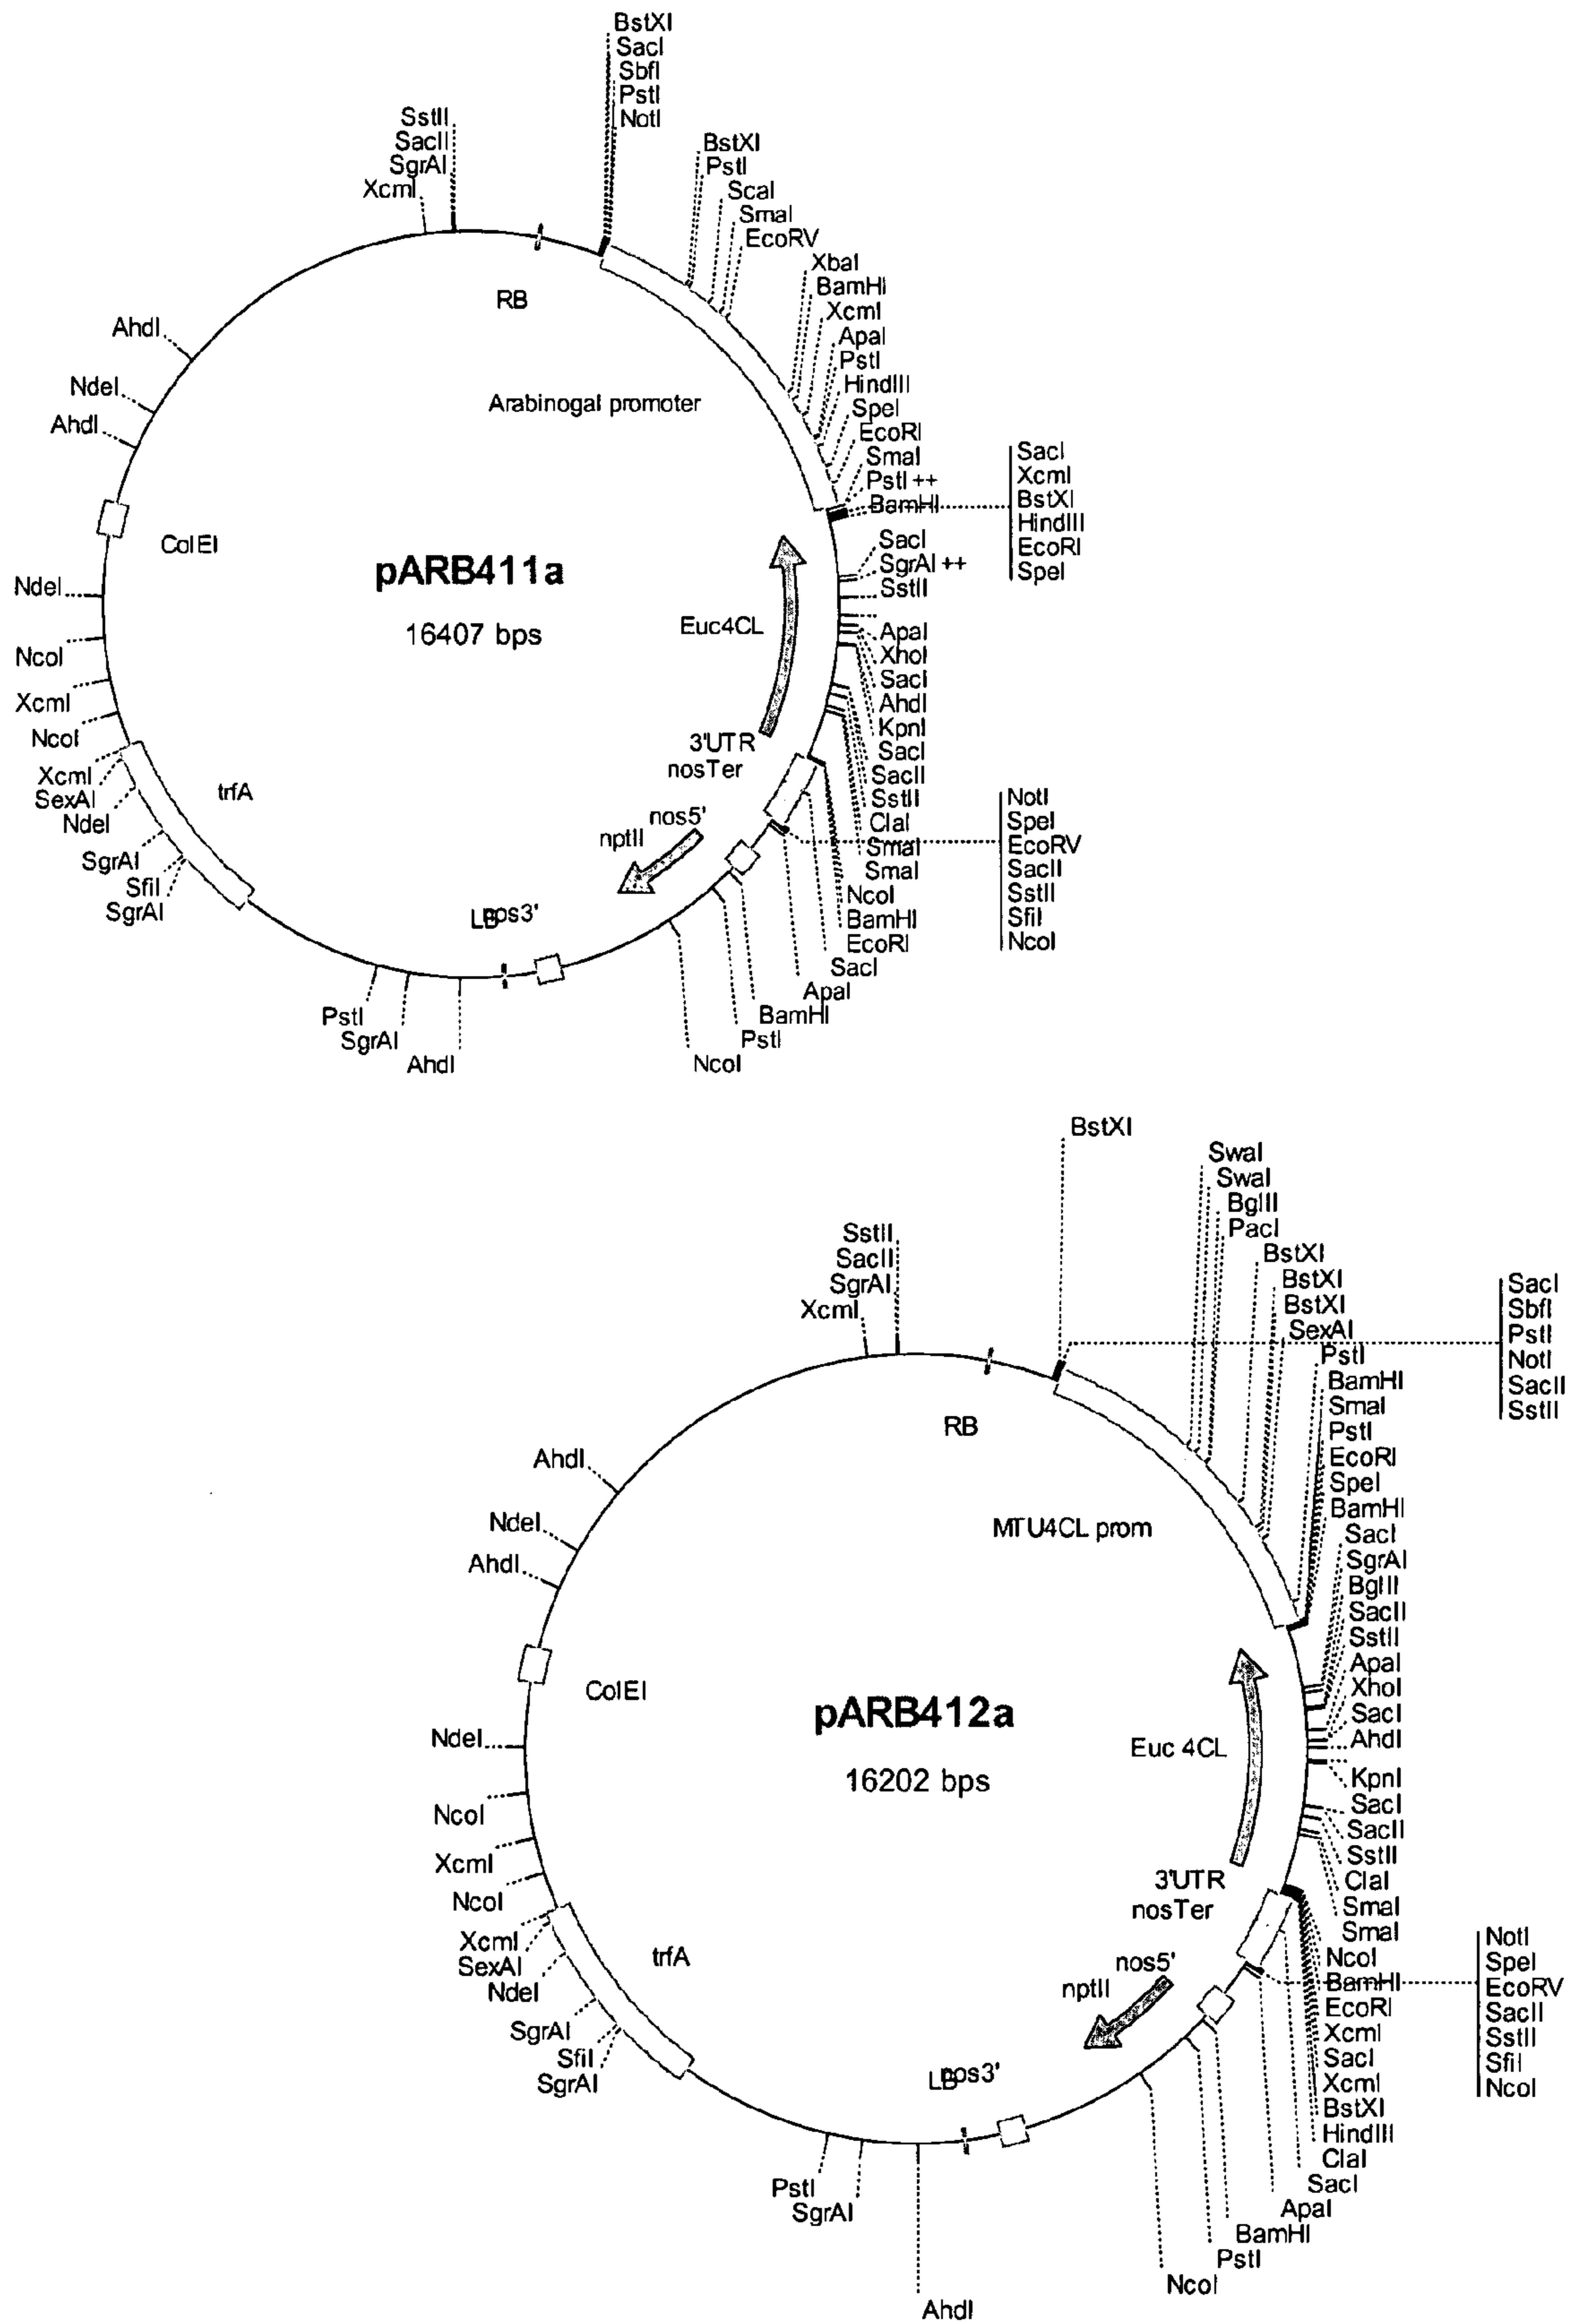 BstXI
SacI
SbfI
PstI
NotI
SstII
SacII
SgrAI
XcmI
BstXI
PstI
ScaI
SmaI
EcoRV
XbaI
BamHI
XcmI
ApaI
PstI
HindIII
SpeI
EcoRI
SmaI
PstI ++
BamHI
SacI
XcmI
BstXI
HindIII
EcoRI
SpeI
SacI
SgrAI ++
SstII
ApaI
XhoI
SacI
AhdI
KpnI
SacI
SacII
SstII
ClaI
SmaI
SmaI
NcoI
BamHI
EcoRI
SacI
ApaI
BamHI
PstI
NcoI
NotI
SpeI
EcoRV
SacII
SstII
SfiI
NcoI
RB
Arabinogal promoter
AhdI
NdeI
AhdI
ColEI
pARB411a
16407 bps
Euc4CL
3'UTR
nosTer
nos5'
nptII
nos3'
LB
NdeI
NcoI
XcmI
NcoI
XcmI
SexAI
NdeI
trfA
SgrAI
SfiI
SgrAI
PstI
SgrAI
AhdI
BstXI
SwaI
SwaI
BglII
PacI
BstXI
BstXI
BstXI
SexAI
PstI
BamHI
SmaI
PstI
EcoRI
SpeI
BamHI
SacI
SgrAI
BglII
SacII
SstII
ApaI
XhoI
SacI
AhdI
KpnI
SacI
SacII
SstII
ClaI
SmaI
SmaI
NcoI
BamHI
EcoRI
XcmI
SacI
XcmI
BstXI
HindIII
ClaI
SacI
ApaI
BamHI
PstI
NcoI
SacI
SbfI
PstI
NotI
SacII
SstII
NotI
SpeI
EcoRV
SacII
SstII
SfiI
NcoI
SstII
SacII
SgrAI
XcmI
RB
MTU4CL prom
AhdI
NdeI
AhdI
ColEI
pARB412a
16202 bps
Euc 4CL
3'UTR
nosTer
nos5'
nptII
nos3'
LB
NdeI
NcoI
XcmI
NcoI
XcmI
SexAI
NdeI
trfA
SgrAI
SfiI
SgrAI
PstI
SgrAI
AhdI